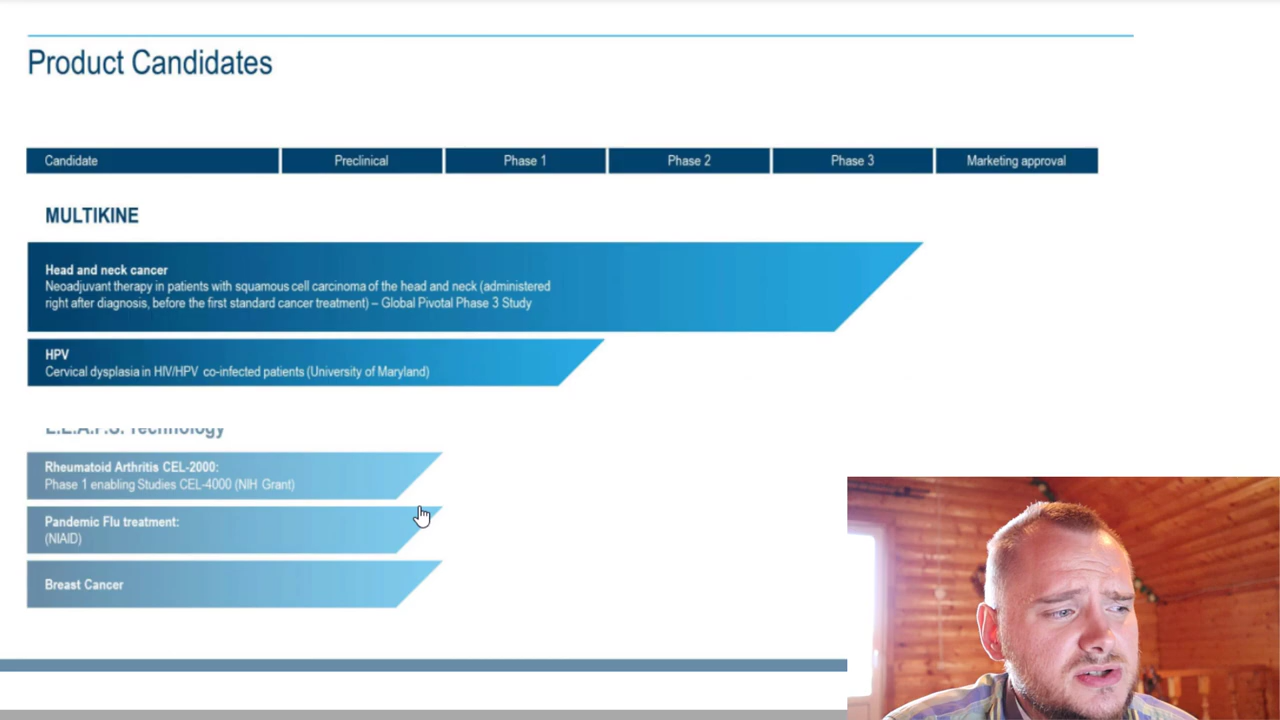 Product Candidates
Candidate Preclinical Phase 1 Phase 2 Phase 3 Marketing approval
MULTIKINE
Head and neck cancer
Neoadjuvant therapy in patients with squamous cell carcinoma of the head and neck (administered
right after diagnosis, before the first standard cancer treatment) – Global Pivotal Phase 3 Study
HPV
Cervical dysplasia in HIV/HPV co-infected patients (University of Maryland)
L.E.A.P.S. Technology
Rheumatoid Arthritis CEL-2000:
Phase 1 enabling Studies CEL-4000 (NIH Grant)
Pandemic Flu treatment:
(NIAID)
Breast Cancer